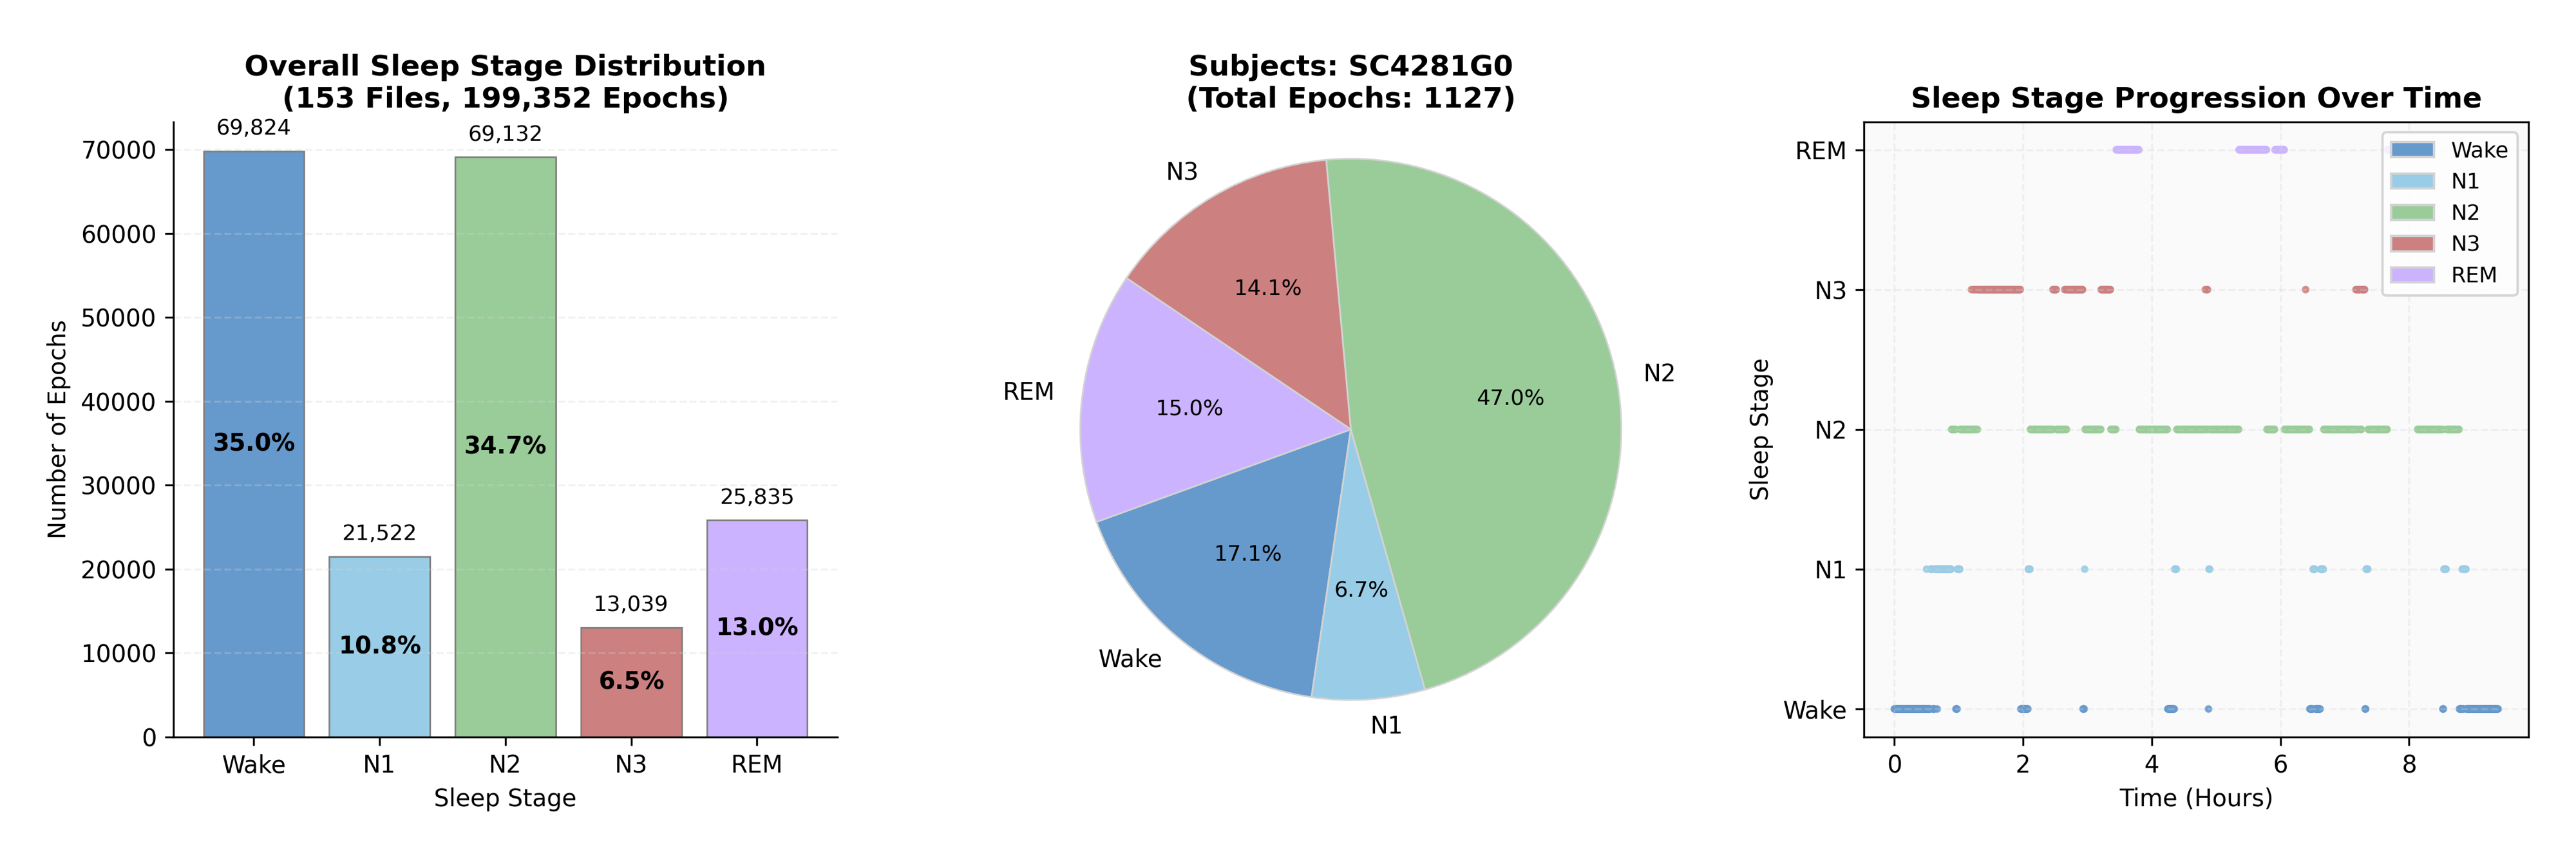 Overall Sleep Stage Distribution
(153 Files, 199,352 Epochs)
Number of Epochs
70000
60000
50000
40000
30000
20000
10000
0
69,824
21,522
69,132
13,039
25,835
35.0%
10.8%
34.7%
6.5%
13.0%
Wake
N1
N2
N3
REM
Sleep Stage
Subjects: SC4281G0
(Total Epochs: 1127)
N3
14.1%
REM
15.0%
N2
47.0%
Wake
17.1%
N1
6.7%
Sleep Stage Progression Over Time
Sleep Stage
REM
N3
N2
N1
Wake
0
2
4
6
8
Time (Hours)
Wake
N1
N2
N3
REM